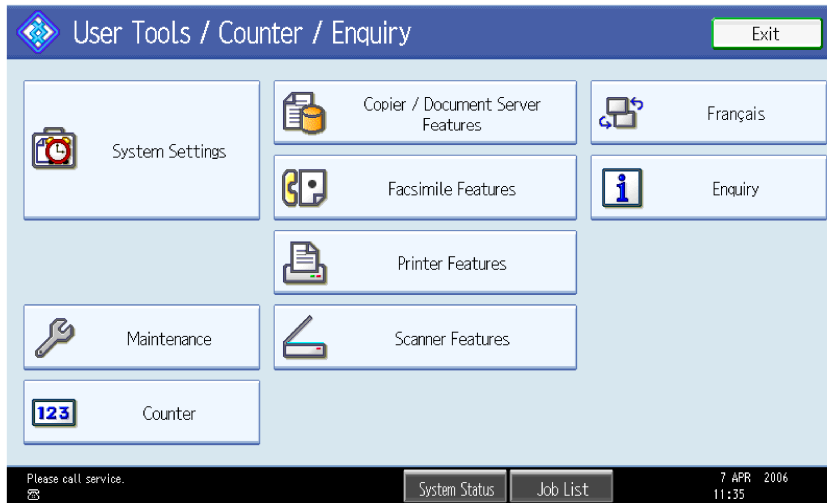 User Tools / Counter / Enquiry
Exit
System Settings
Copier / Document Server
Features
Français
Facsimile Features
Enquiry
Printer Features
Maintenance
Scanner Features
123
Counter
Please call service.
System Status
Job List
7 APR 2006
11:35